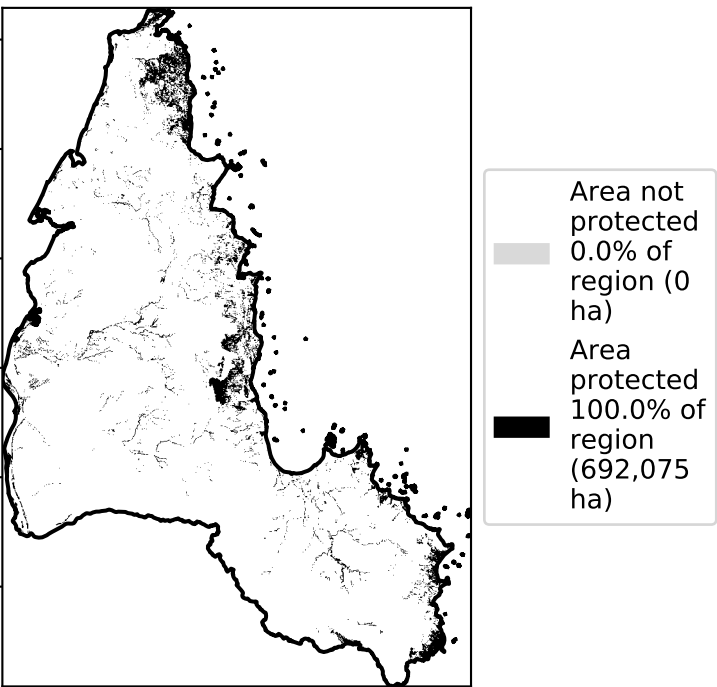 Area not
protected
0.0% of
region (0
ha)
Area
protected
100.0% of
region
(692,075
ha)